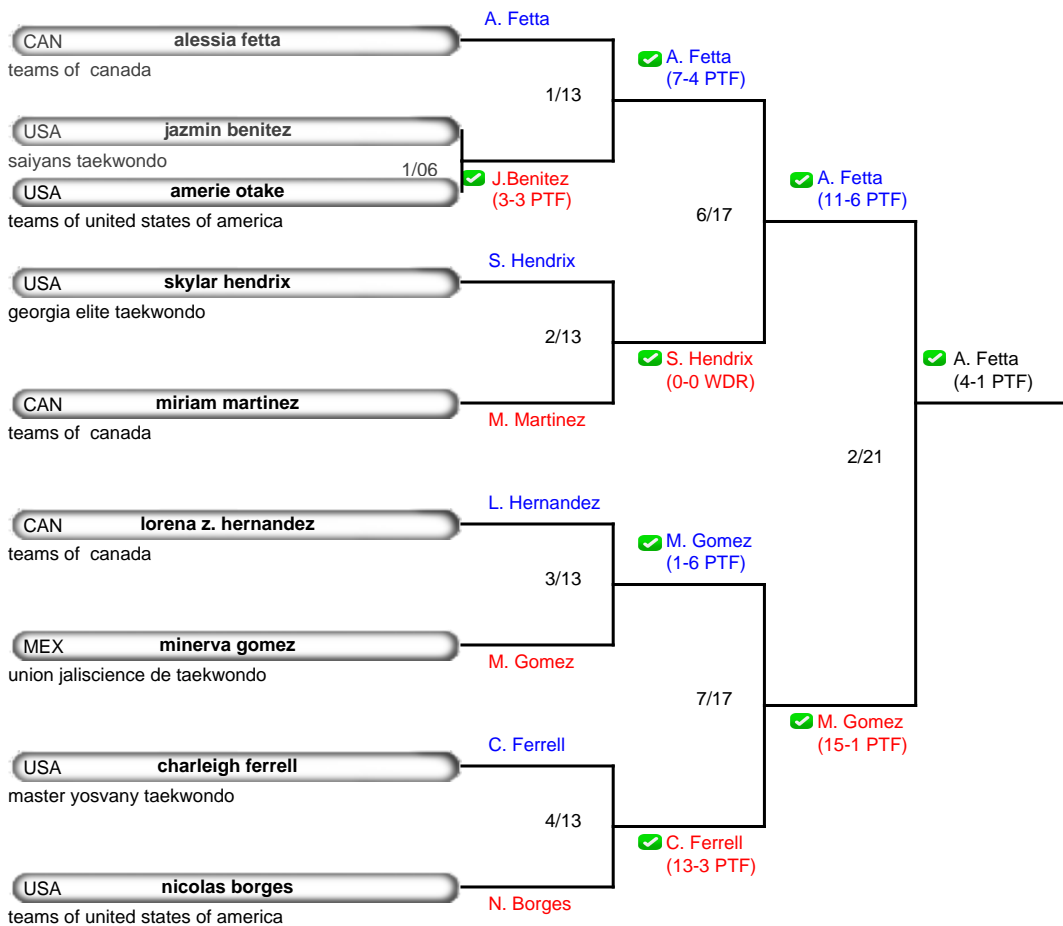 A. Fetta
CAN alessia fetta
teams of  canada
A. Fetta
(7-4 PTF)
1/13
USA jazmin benitez
saiyans taekwondo
1/06
J.Benitez
(3-3 PTF)
USA amerie otake
teams of united states of america
A. Fetta
(11-6 PTF)
6/17
S. Hendrix
USA skylar hendrix
georgia elite taekwondo
2/13
S. Hendrix
(0-0 WDR)
A. Fetta
(4-1 PTF)
CAN miriam martinez
M. Martinez
teams of  canada
2/21
L. Hernandez
CAN lorena z. hernandez
teams of  canada
M. Gomez
(1-6 PTF)
3/13
MEX minerva gomez
M. Gomez
union jaliscience de taekwondo
7/17
M. Gomez
(15-1 PTF)
C. Ferrell
USA charleigh ferrell
master yosvany taekwondo
4/13
C. Ferrell
(13-3 PTF)
USA nicolas borges
N. Borges
teams of united states of america